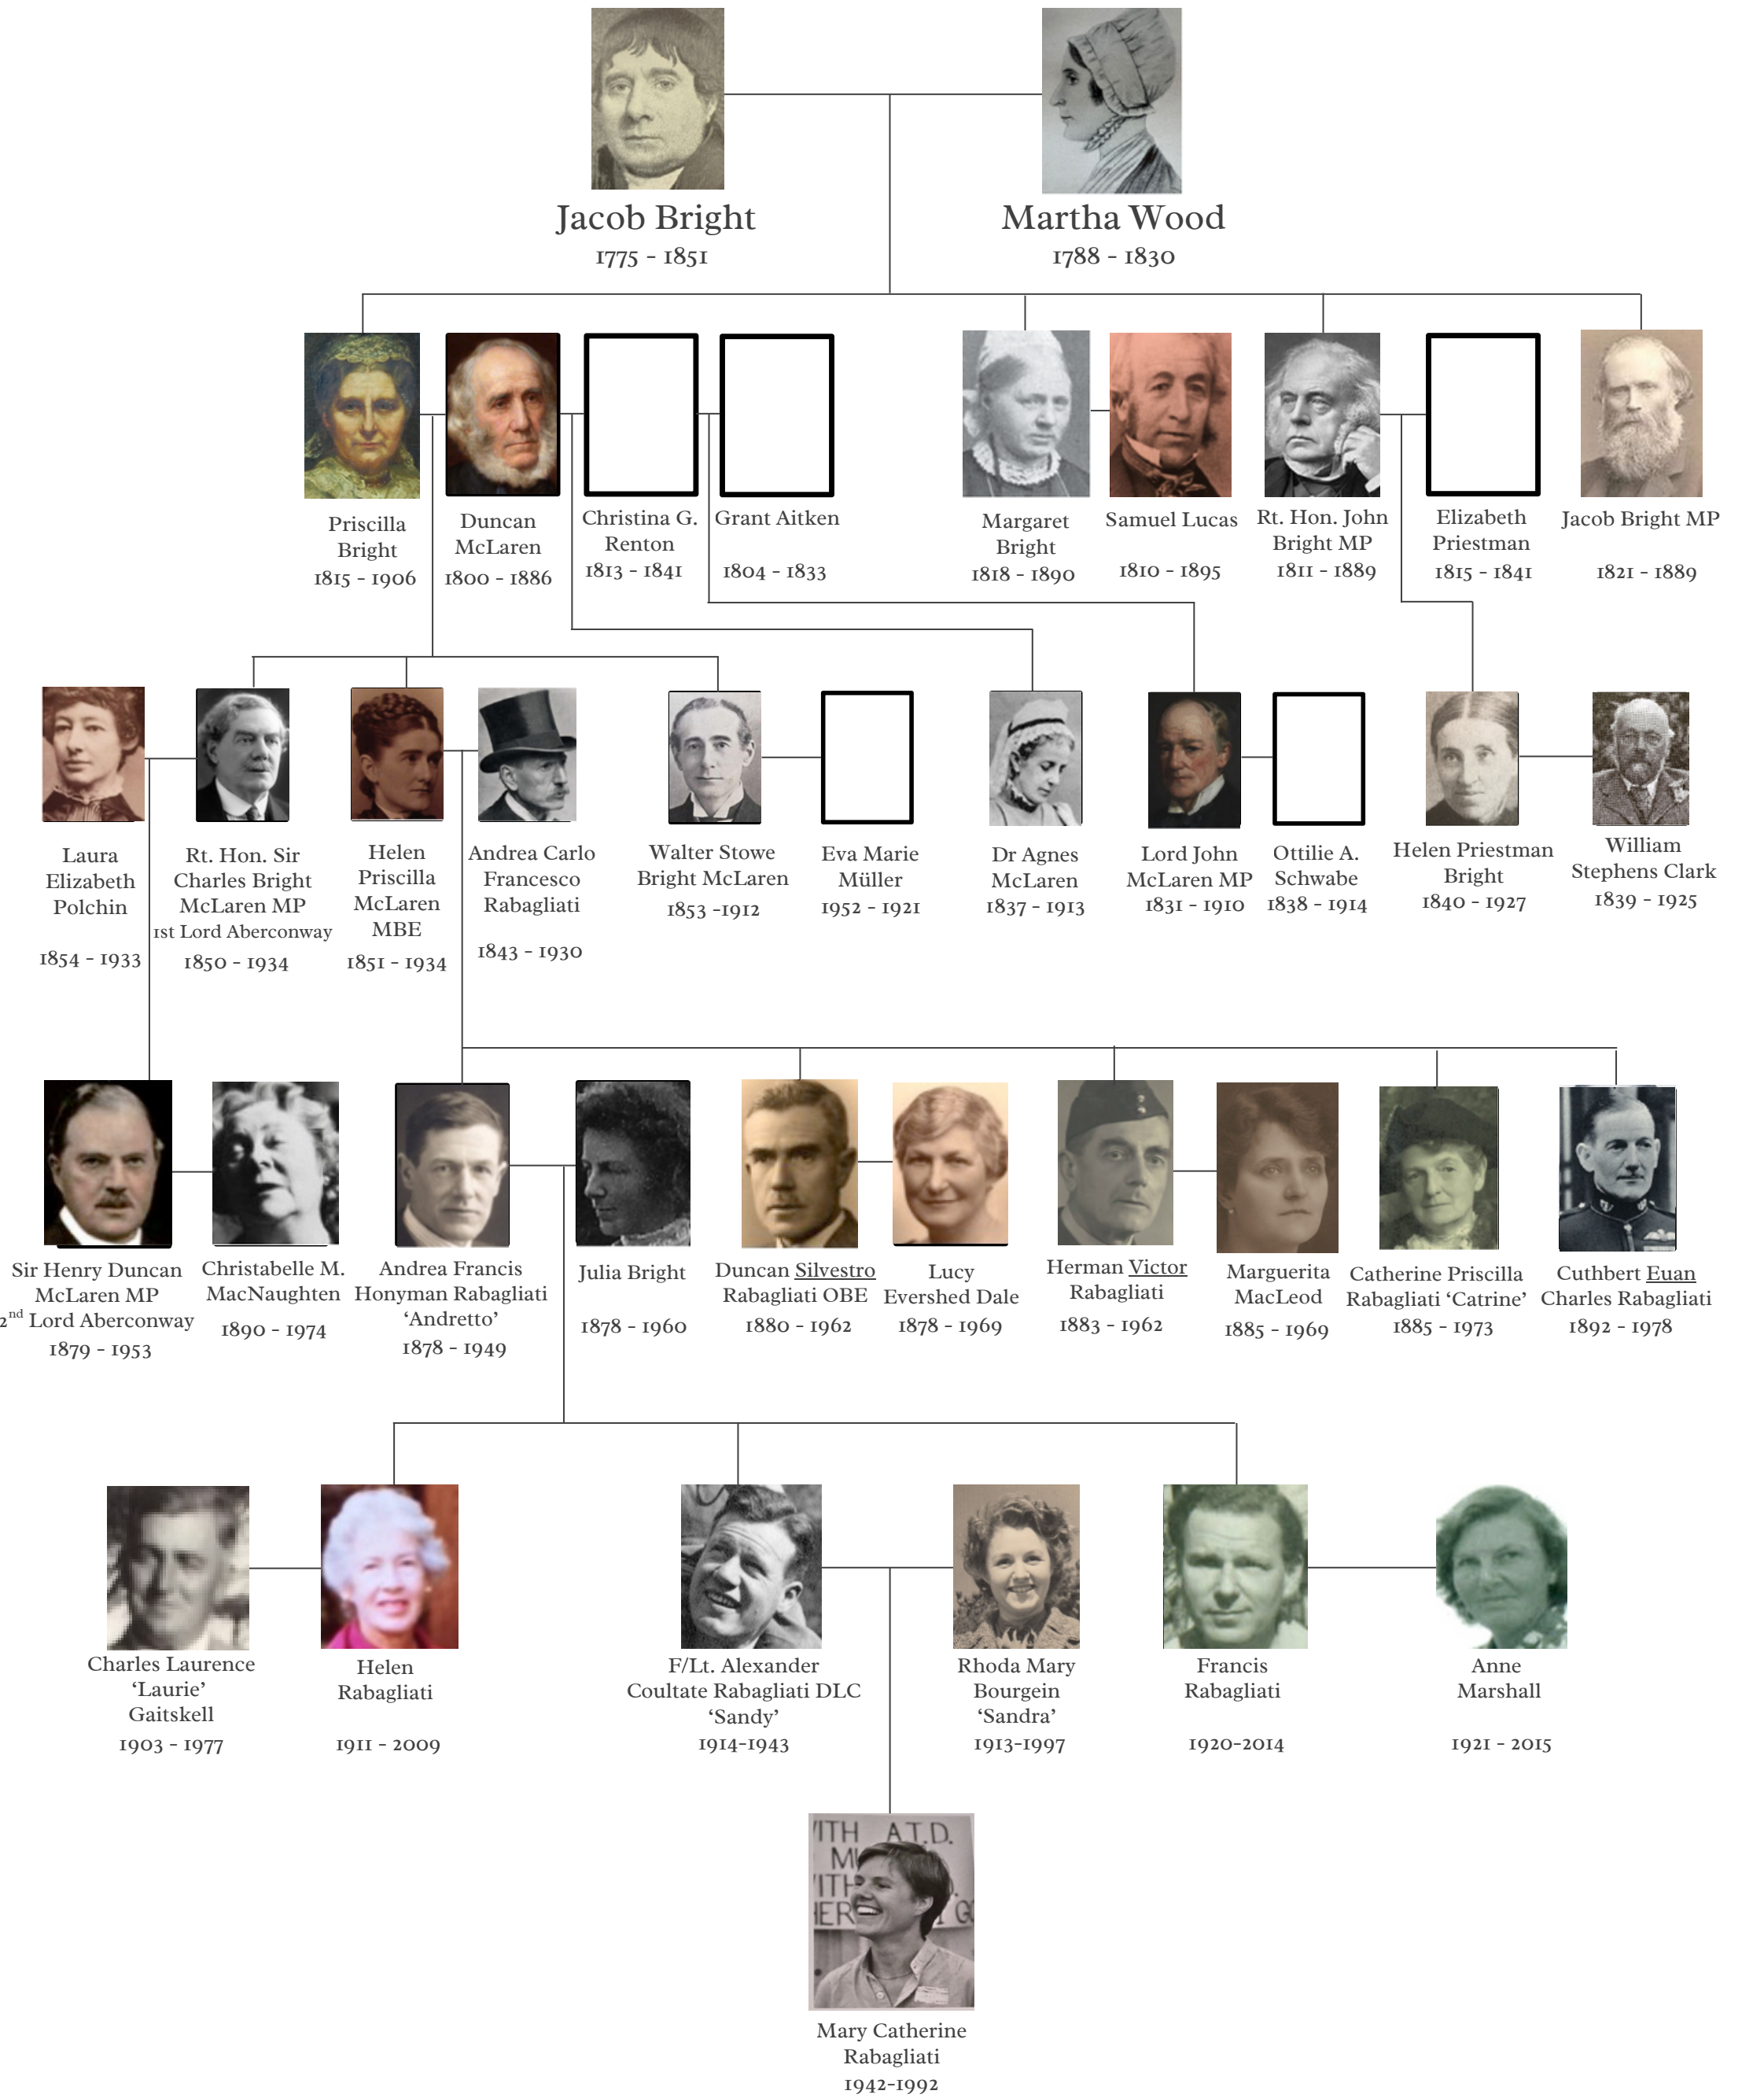 Jacob Bright
1775 - 1851
Martha Wood
1788 - 1830
Priscilla
Bright
1815 - 1906
Duncan
McLaren
1800 - 1886
Christina G.
Renton
1813 - 1841
Grant Aitken
1804 - 1833
Margaret
Bright
1818 - 1890
Samuel Lucas
1810 - 1895
Rt. Hon. John
Bright MP
1811 - 1889
Elizabeth
Priestman
1815 - 1841
Jacob Bright MP
1821 - 1889
Laura
Elizabeth
Polchin
1854 - 1933
Rt. Hon. Sir
Charles Bright
McLaren MP
1st Lord Aberconway
1850 - 1934
Helen
Priscilla
McLaren
MBE
1851 - 1934
Andrea Carlo
Francesco
Rabagliati
1843 - 1930
Walter Stowe
Bright McLaren
1853 -1912
Eva Marie
Müller
1952 - 1921
Dr Agnes
McLaren
1837 - 1913
Lord John
McLaren MP
1831 - 1910
Ottilie A.
Schwabe
1838 - 1914
Helen Priestman
Bright
1840 - 1927
William
Stephens Clark
1839 - 1925
Sir Henry Duncan
McLaren MP
2nd Lord Aberconway
1879 - 1953
Christabelle M.
MacNaughten
1890 - 1974
Andrea Francis
Honyman Rabagliati
‘Andretto’
1878 - 1949
Julia Bright
1878 - 1960
Duncan Silvestro
Rabagliati OBE
1880 - 1962
Lucy
Evershed Dale
1878 - 1969
Herman Victor
Rabagliati
1883 - 1962
Marguerita
MacLeod
1885 - 1969
Catherine Priscilla
Rabagliati ‘Catrine’
1885 - 1973
Cuthbert Euan
Charles Rabagliati
1892 - 1978
Charles Laurence
‘Laurie’
Gaitskell
1903 - 1977
Helen
Rabagliati
1911 - 2009
F/Lt. Alexander
Coultate Rabagliati DLC
‘Sandy’
1914-1943
Rhoda Mary
Bourgein
‘Sandra’
1913-1997
Francis
Rabagliati
1920-2014
Anne
Marshall
1921 - 2015
ITH A.T.D.
Mary Catherine
Rabagliati
1942-1992